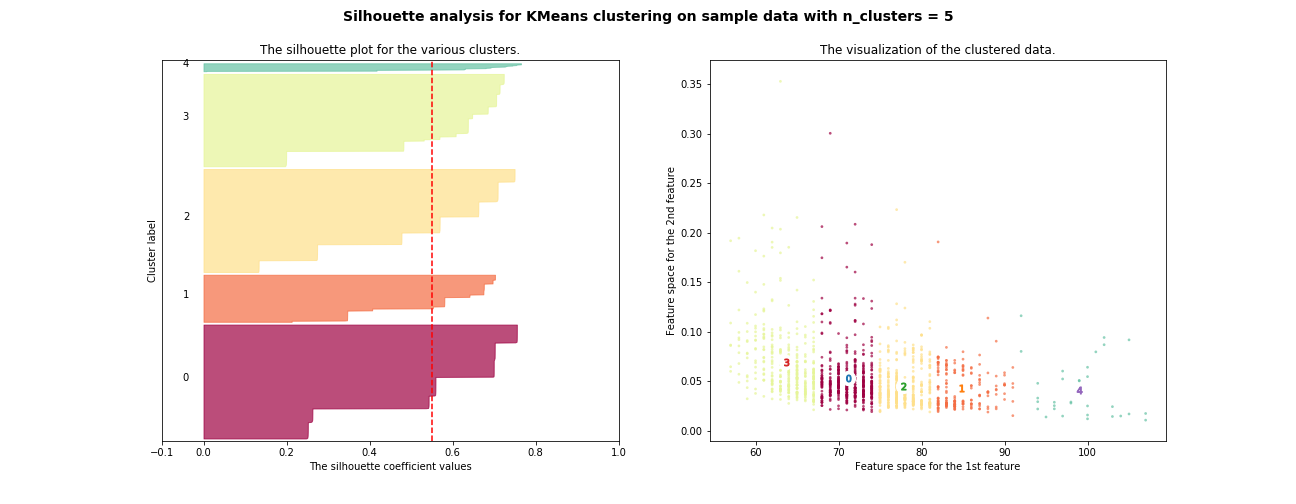 Silhouette analysis for KMeans clustering on sample data with n_clusters = 5
The silhouette plot for the various clusters.
4
3
2
1
0
Cluster label
−0.1 0.0 0.2 0.4 0.6 0.8 1.0
The silhouette coefficient values
The visualization of the clustered data.
0.35
0.30
0.25
0.20
0.15
0.10
0.05
0.00
Feature space for the 2nd feature
3 0 2 1 4
60 70 80 90 100
Feature space for the 1st feature